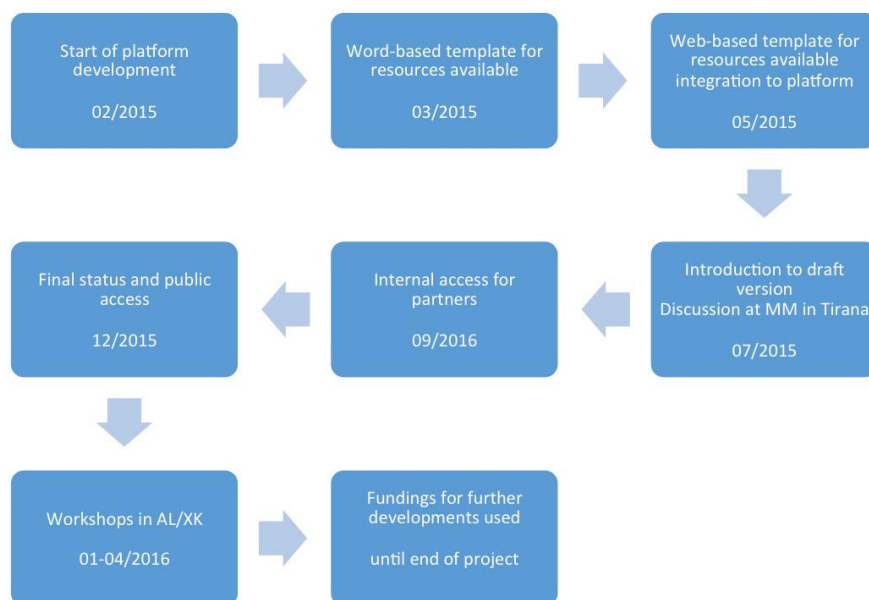 Start of platform
development
02/2015
Word-based template for
resources available
03/2015
Web-based template for
resources available
integration to platform
05/2015
Introduction to draft
version
Discussion at MM in Tirana
07/2015
Internal access for
partners
09/2016
Final status and public
access
12/2015
Workshops in AL/XK
01-04/2016
Fundings for further
developments used
until end of project